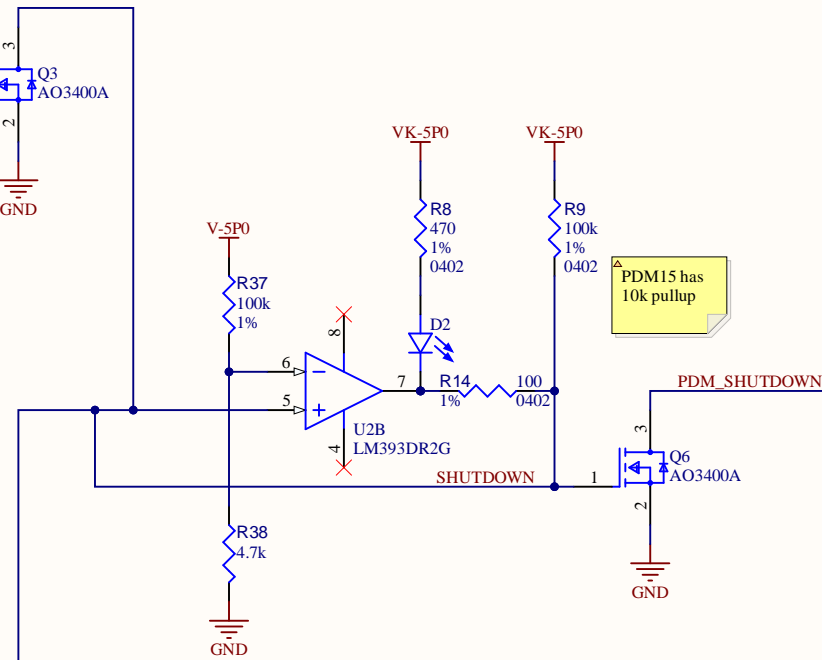 3
Q3
AO3400A
2
GND
VK-5P0
VK-5P0
R8
470
1%
0402
R9
100k
1%
0402
PDM15 has
10k pullup
V-5P0
R37
100k
1%
D2
8
6
7
R14
100
1%
0402
PDM_SHUTDOWN
5
U2B
LM393DR2G
4
3
Q6
AO3400A
SHUTDOWN
1
2
R38
4.7k
GND
GND